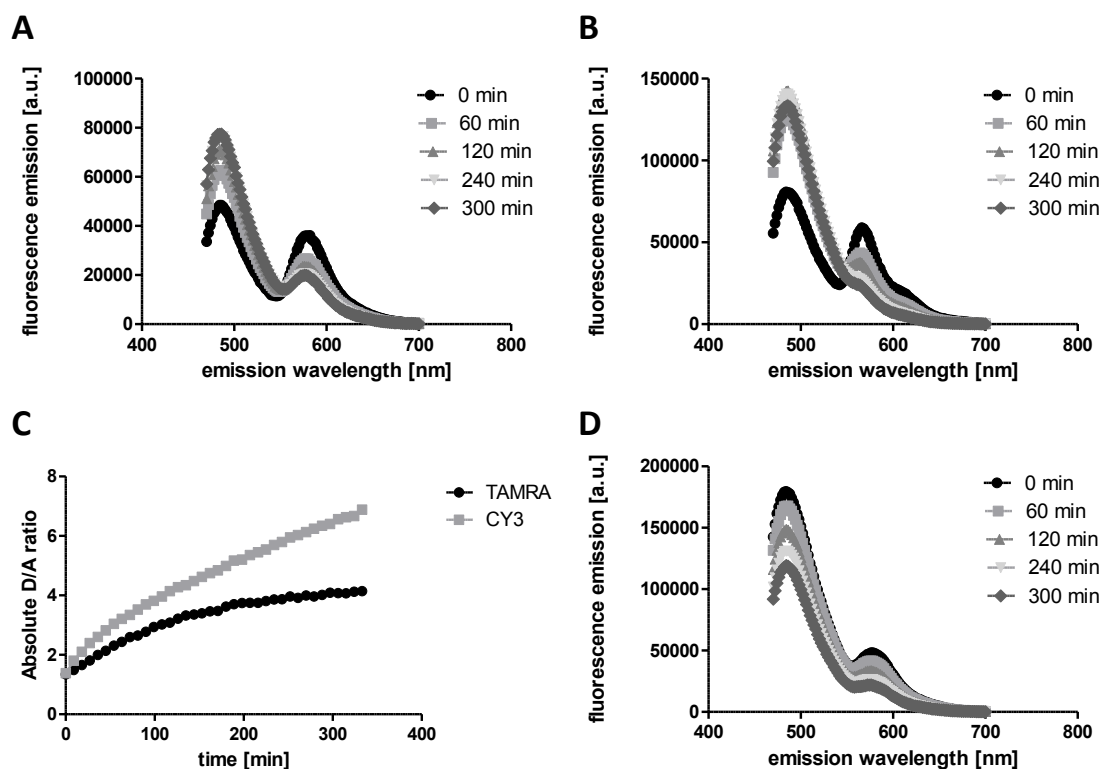 A
fluorescence emission [a.u.]
100000
80000
60000
40000
20000
0
400
500
600
700
800
emission wavelength [nm]
0 min
60 min
120 min
240 min
300 min
B
fluorescence emission [a.u.]
150000
100000
50000
0
400
500
600
700
800
emission wavelength [nm]
0 min
60 min
120 min
240 min
300 min
C
Absolute D/A ratio
8
6
4
2
0
0
100
200
300
400
time [min]
TAMRA
CY3
D
fluorescence emission [a.u.]
200000
150000
100000
50000
0
400
500
600
700
800
emission wavelength [nm]
0 min
60 min
120 min
240 min
300 min